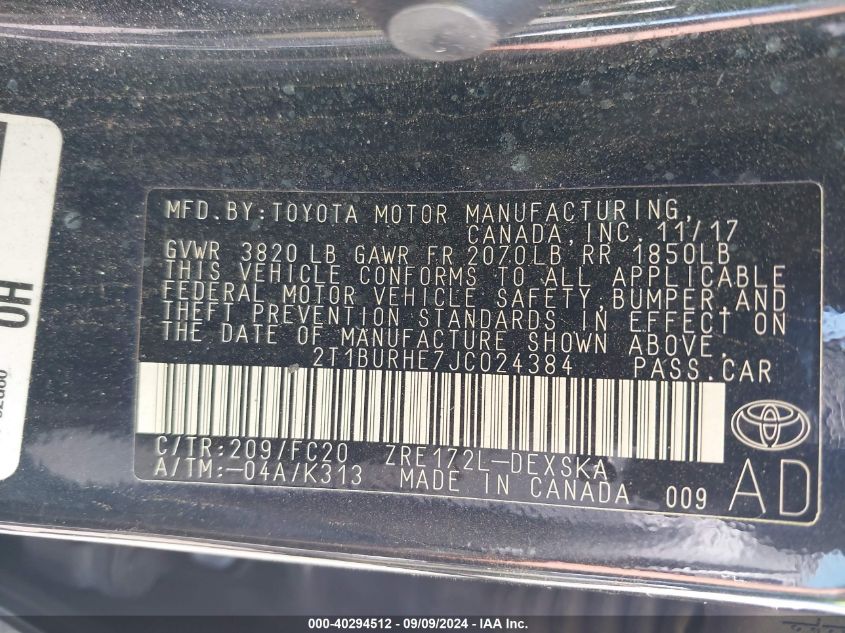 MFD.BY:TOYOTA MOTOR MANUFACTURING,
CANADA,INC. 11/17
GVWR 3820 LB GAWR FR 2070LB RR 1850LB
THIS VEHICLE CONFORMS TO ALL APPLICABLE
FEDERAL MOTOR VEHICLE SAFETY,BUMPER,AND
THEFT PREVENTION STANDARDS IN EFFECT ON
THE DATE OF MANUFACTURE SHOWN ABOVE.
2T1BURHE7JC024384 PASS.CAR
C/TR:209/FC20 ZRE172L-DEXSKA
A/TM:-04A/K313 MADE IN CANADA 009
AD
OH
000-40294512 - 09/09/2024 - IAA Inc.